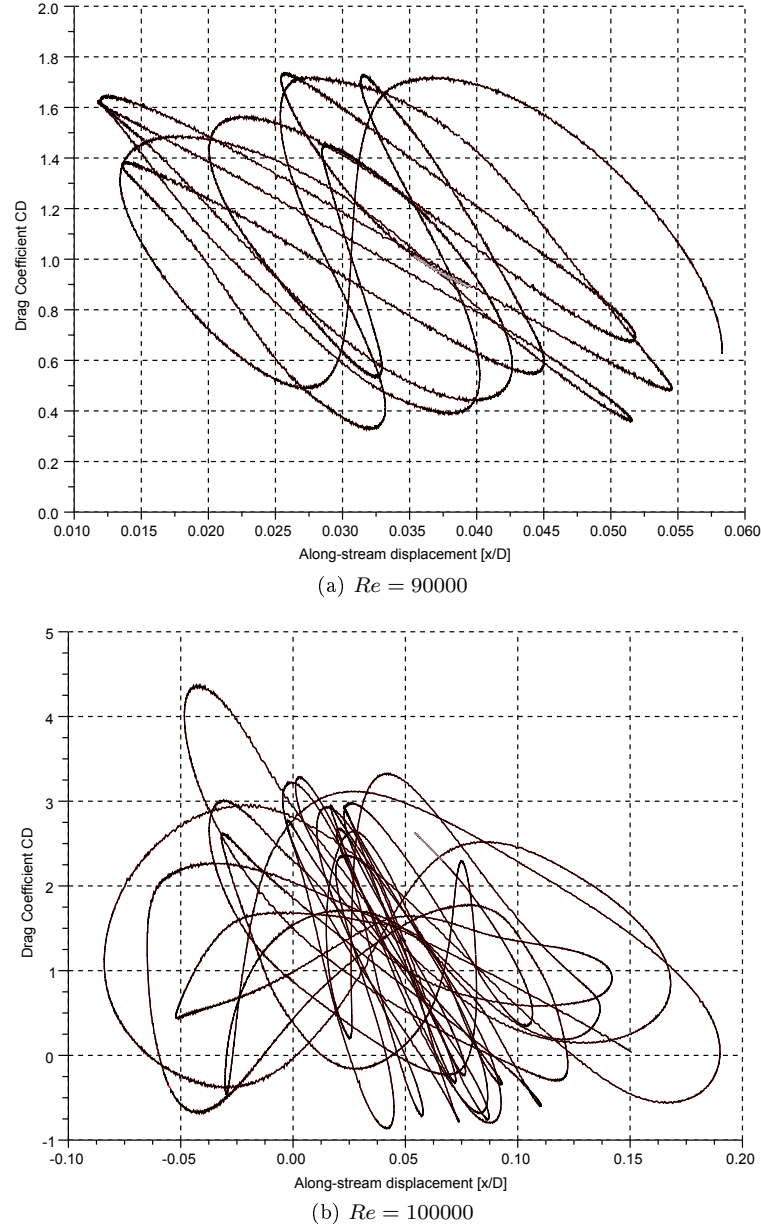 2.0
1.8
1.6
1.4
1.2
1.0
0.8
0.6
0.4
0.2
0.0
Drag Coefficient CD
0.010 0.015 0.020 0.025 0.030 0.035 0.040 0.045 0.050 0.055 0.060
Along-stream displacement [x/D]
(a) Re = 90000
5
4
3
2
1
0
-1
Drag Coefficient CD
-0.10 -0.05 0.00 0.05 0.10 0.15 0.20
Along-stream displacement [x/D]
(b) Re = 100000